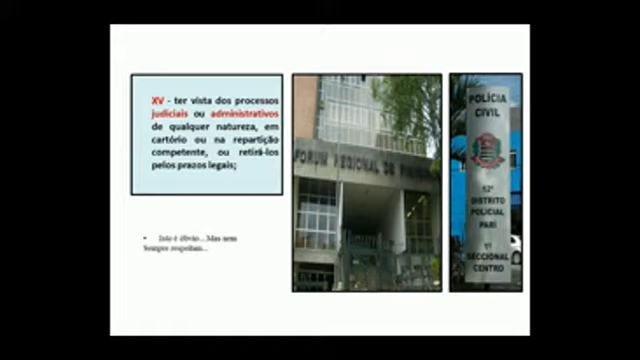 XV - ter vista dos processos
judiciais ou administrativos
de qualquer natureza, em
cartório ou na repartição
competente, ou retirá-los
pelos prazos legais;
• Isto é óbvio...Mas nem
Sempre respeitam...
FORUM REGIONAL DE
POLÍCIA
CIVIL
12º
DISTRITO
POLICIAL
PARI
1ª
SECCIONAL
CENTRO